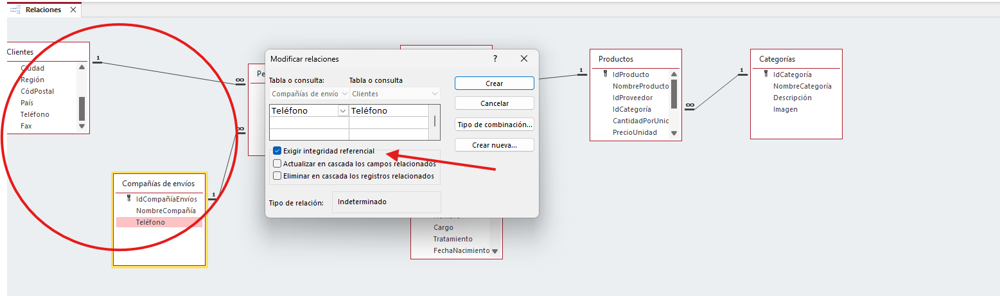 Relaciones
Clientes
Ciudad
Región
CódPostal
País
Teléfono
Fax
1
∞
∞
Pe
Compañías de envíos
IdCompañíaEnvíos
NombreCompañía
Teléfono
1
Modificar relaciones
?
Tabla o consulta: Tabla o consulta
Compañías de envío Clientes
Teléfono Teléfono
Exigir integridad referencial
Actualizar en cascada los campos relacionados
Eliminar en cascada los registros relacionados
Tipo de relación: Indeterminado
Crear
Cancelar
Tipo de combinación...
Crear nueva...
Cargo
Tratamiento
FechaNacimiento
1
Productos
IdProducto
NombreProducto
IdProveedor
IdCategoría
CantidadPorUnid
PrecioUnidad
∞
1
Categorías
IdCategoría
NombreCategoría
Descripción
Imagen